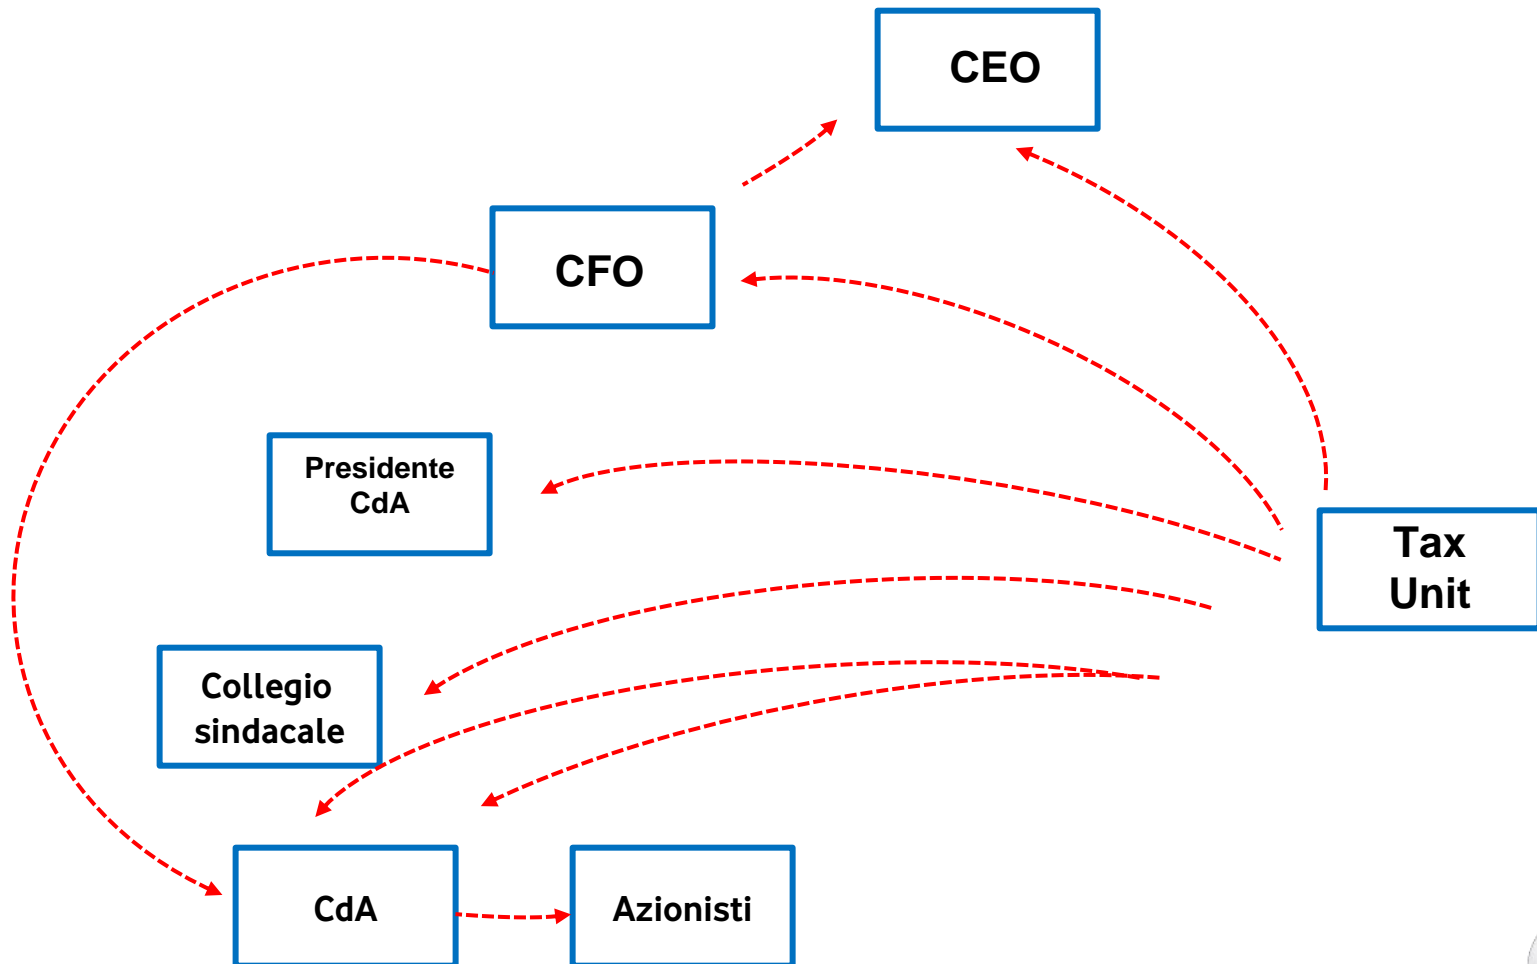 CEO
CFO
Presidente
CdA
Tax
Unit
Collegio
sindacale
CdA
Azionisti